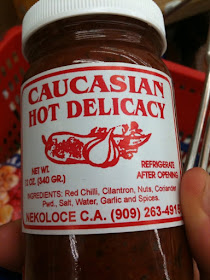 CAUCASIAN
HOT DELICACY
NET WT.
12 OZ. (340 GR.)
REFRIGERATE
AFTER OPENING
INGREDIENTS: Red Chilli, Cilantron, Nuts, Coriander
Pwd., Salt, Water, Garlic and Spices.
NEKOLOCE C.A. (909) 263-4915